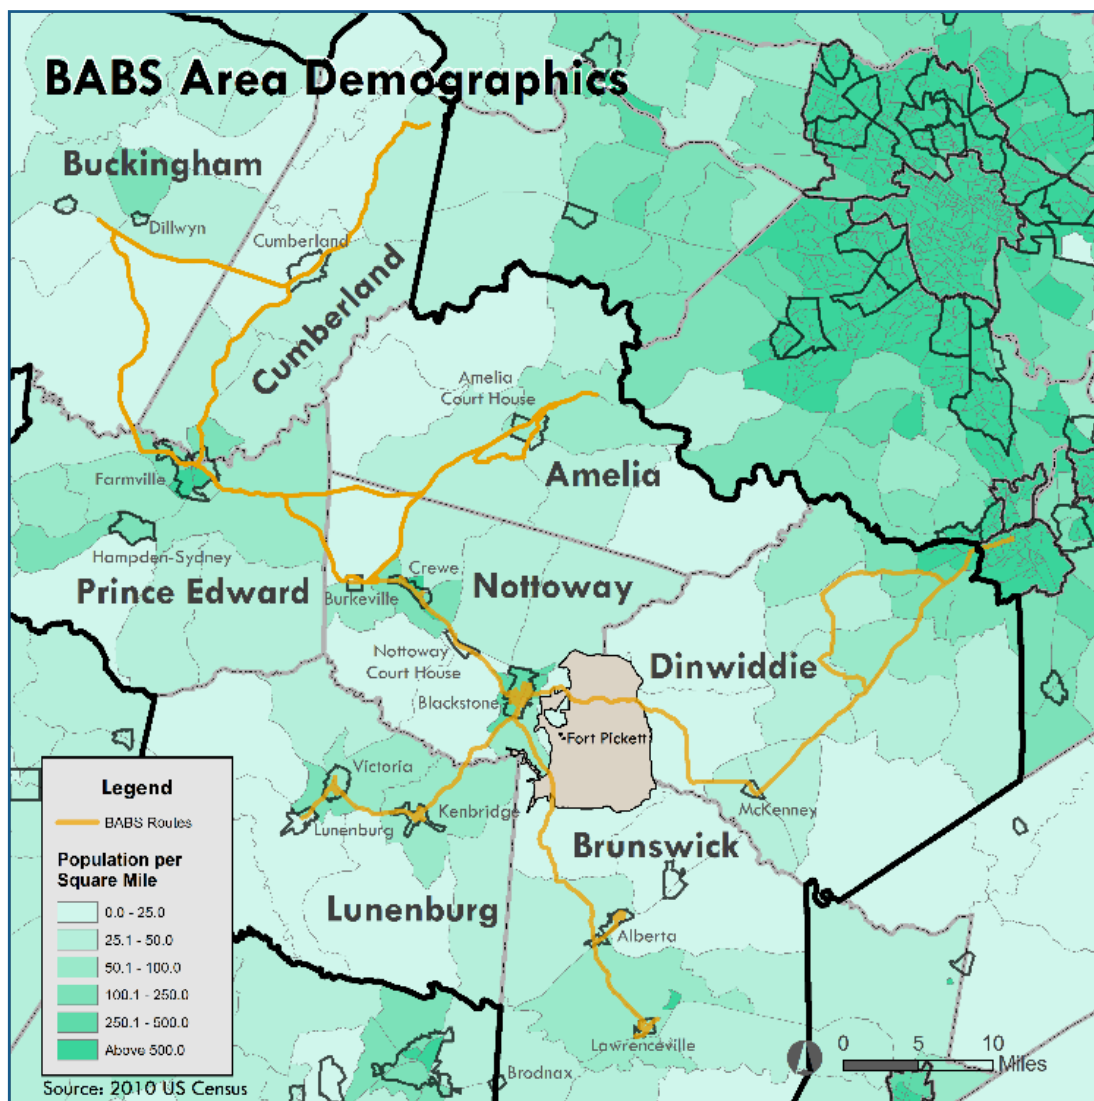 BABS Area Demographics
Buckingham
Dillwyn
Cumberland
Cumberland
Amelia
Court House
Amelia
Farmville
Hampden-Sydney
Prince Edward
Crewe
Burkeville
Nottoway
Nottoway
Court House
Dinwiddie
Blackstone
Fort Pickett
Victoria
Kenbridge
Lunenburg
McKenney
Brunswick
Lunenburg
Alberta
Lawrenceville
Brodnax
Legend
BABS Routes
Population per
Square Mile
0.0 - 25.0
25.1 - 50.0
50.1 - 100.0
100.1 - 250.0
250.1 - 500.0
Above 500.0
Source: 2010 US Census
0 5 10
Miles